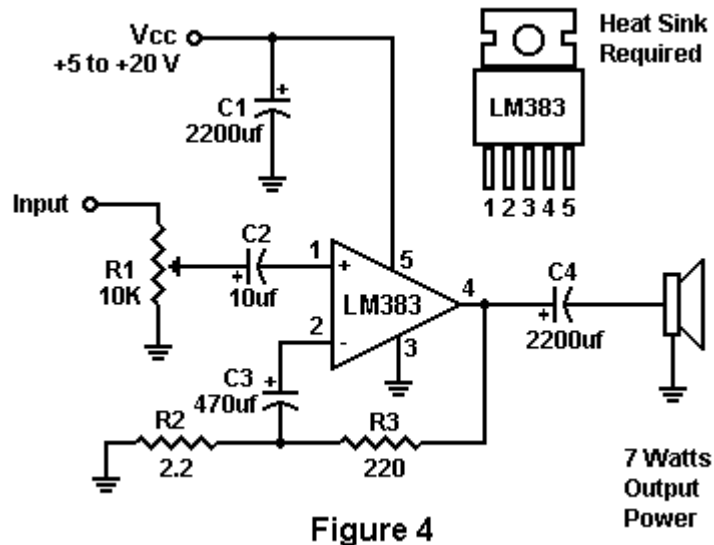 Vcc
+5 to +20 V
+
C1
2200uf
Heat Sink
Required
LM383
1 2 3 4 5
Input
R1
10K
C2
+
10uf
1
+
5
LM383
4
2
-
3
C4
+
2200uf
C3
+
470uf
R2
2.2
R3
220
7 Watts
Output
Power
Figure 4